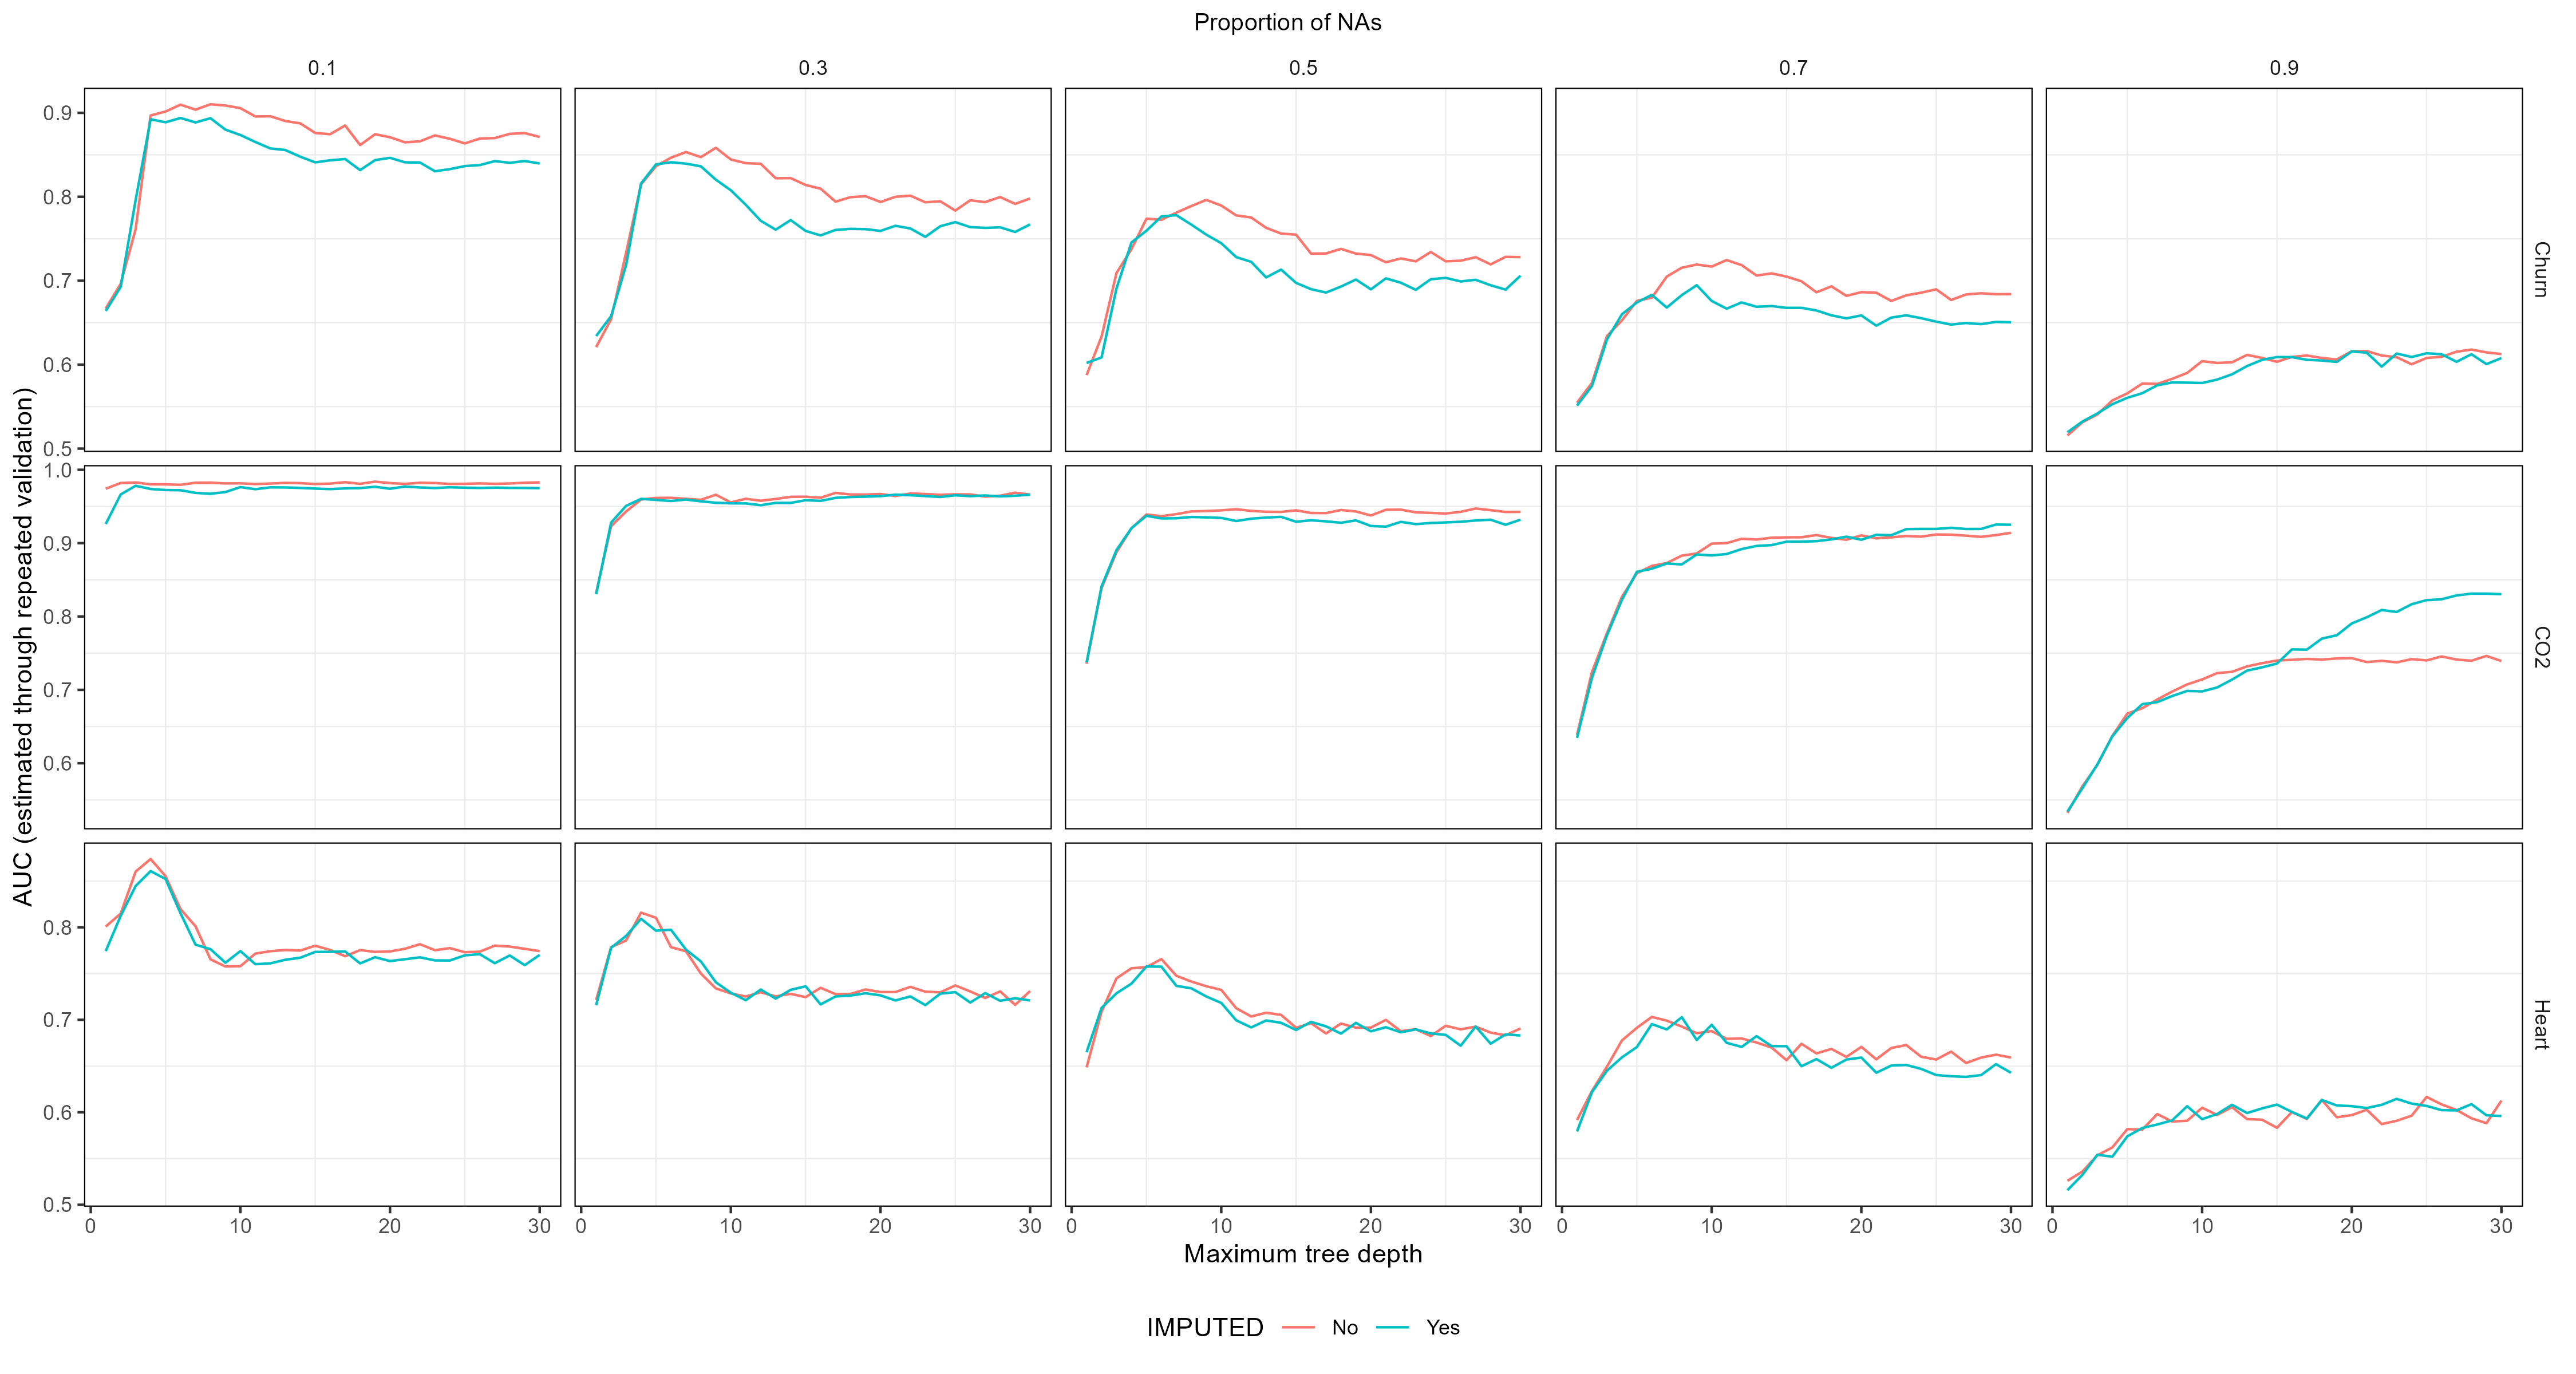 Proportion of NAs
0.1 0.3 0.5 0.7 0.9
0.9
0.8
0.7
0.6
0.5
Churn
1.0
0.9
0.8
0.7
0.6
CO2
0.8
0.7
0.6
0.5
Heart
AUC (estimated through repeated validation)
0 10 20 30 0 10 20 30 0 10 20 30 0 10 20 30 0 10 20 30
Maximum tree depth
IMPUTED No Yes